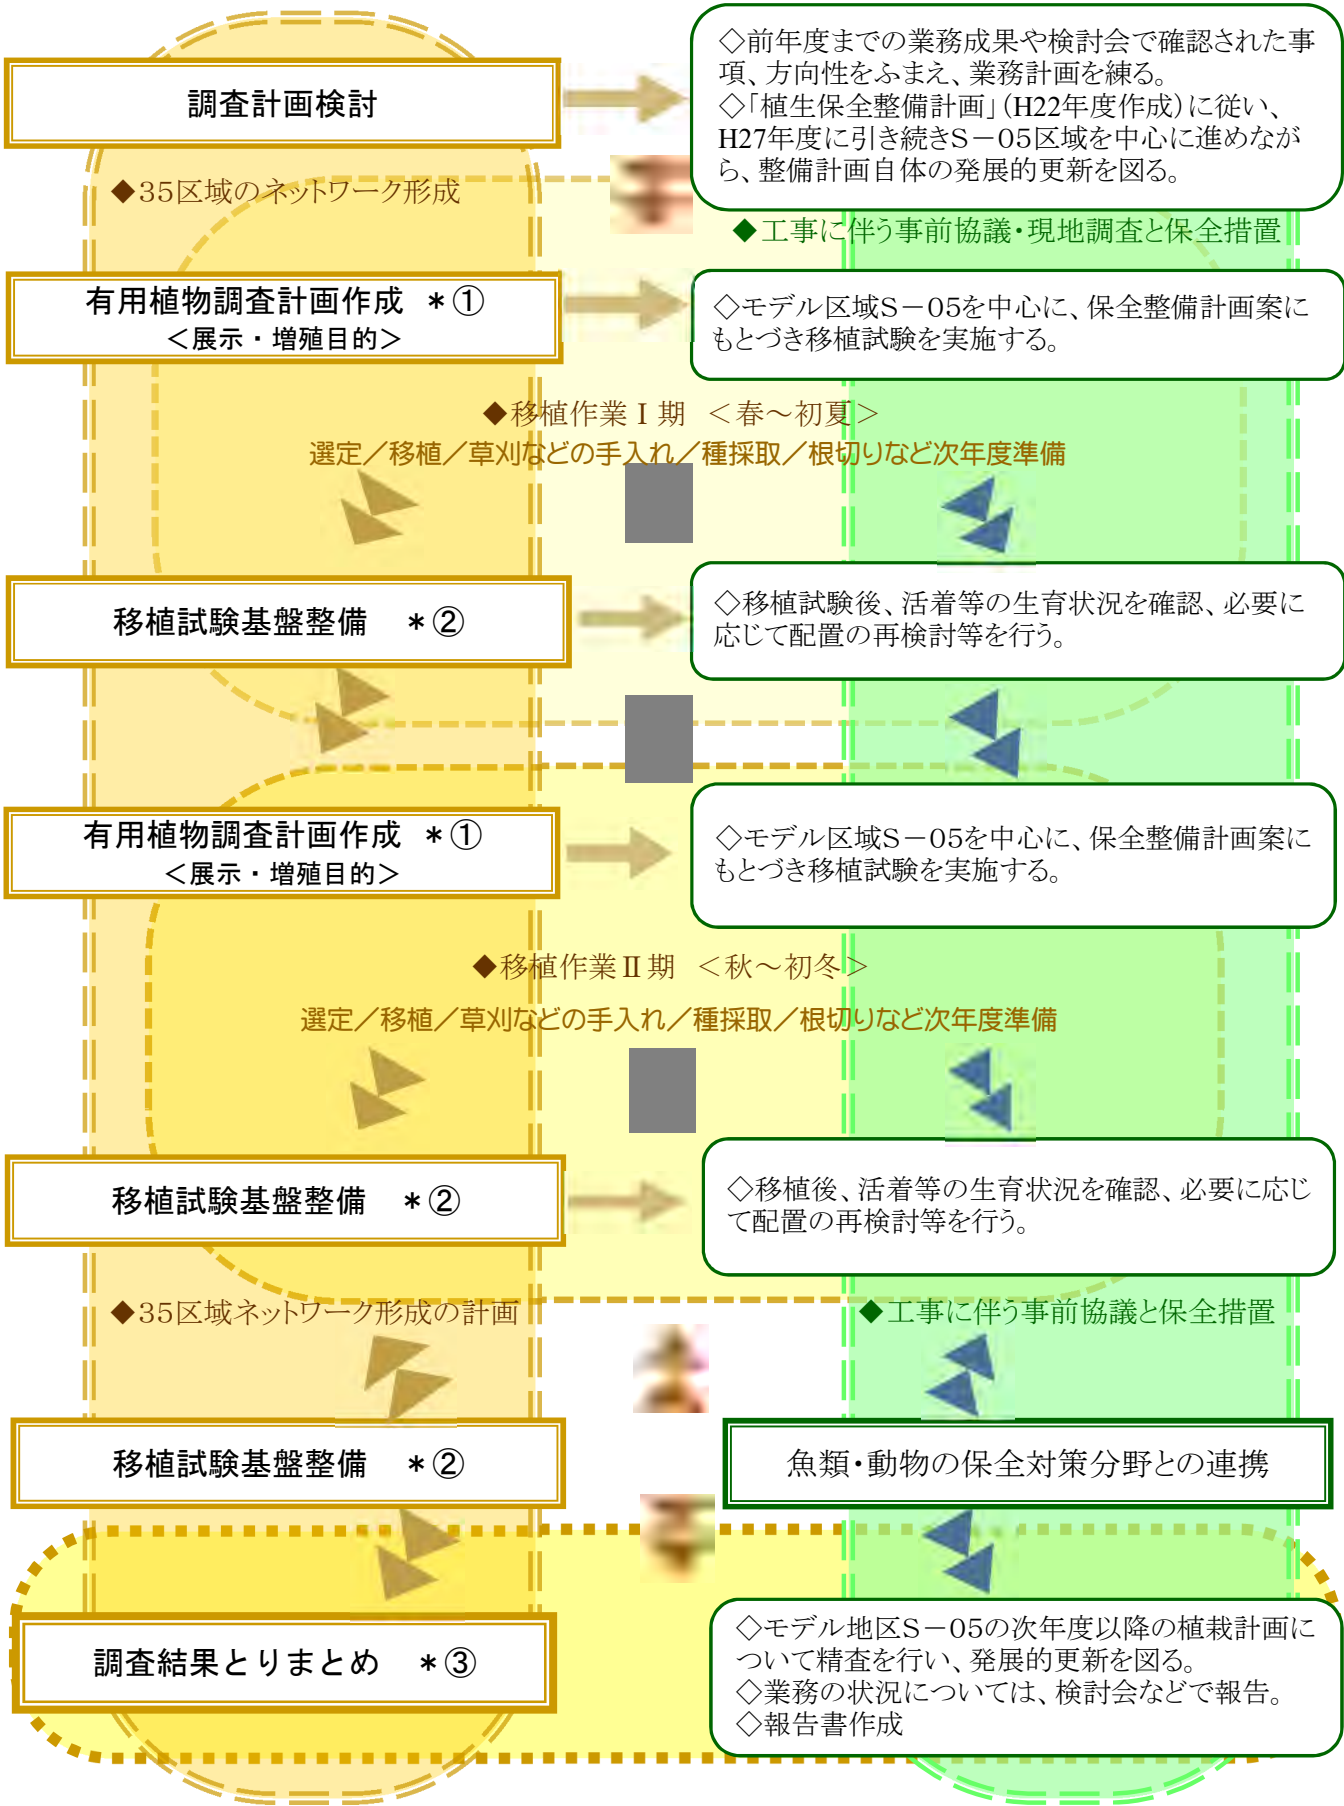 調査計画検討
◇前年度までの業務成果や検討会で確認された事
項、方向性をふまえ、業務計画を練る。
◇「植生保全整備計画」(H22年度作成)に従い、
H27年度に引き続きS－05区域を中心に進めなが
ら、整備計画自体の発展的更新を図る。
◆35区域のネットワーク形成
◆工事に伴う事前協議・現地調査と保全措置
有用植物調査計画作成 ＊①
＜展示・増殖目的＞
◇モデル区域S－05を中心に、保全整備計画案に
もとづき移植試験を実施する。
◆移植作業Ⅰ期 ＜春～初夏＞
選定／移植／草刈などの手入れ／種採取／根切りなど次年度準備
移植試験基盤整備 ＊②
◇移植試験後、活着等の生育状況を確認、必要に
応じて配置の再検討等を行う。
有用植物調査計画作成 ＊①
＜展示・増殖目的＞
◇モデル区域S－05を中心に、保全整備計画案に
もとづき移植試験を実施する。
◆移植作業Ⅱ期 ＜秋～初冬＞
選定／移植／草刈などの手入れ／種採取／根切りなど次年度準備
移植試験基盤整備 ＊②
◇移植後、活着等の生育状況を確認、必要に応じ
て配置の再検討等を行う。
◆35区域ネットワーク形成の計画
◆工事に伴う事前協議と保全措置
移植試験基盤整備 ＊②
魚類・動物の保全対策分野との連携
調査結果とりまとめ ＊③
◇モデル地区S－05の次年度以降の植栽計画に
ついて精査を行い、発展的更新を図る。
◇業務の状況については、検討会などで報告。
◇報告書作成